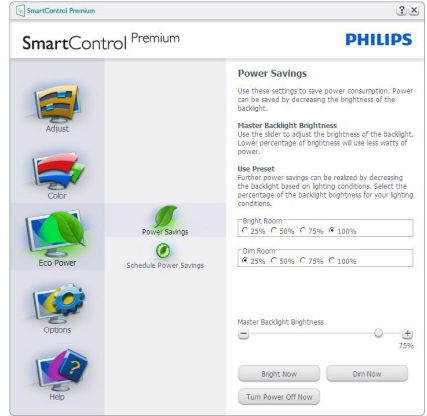 SmartControl Premium
? ×
SmartControl Premium
PHILIPS
Adjust
Color
Eco Power
Options
Help
Power Savings
Schedule Power Savings
Power Savings
Use these settings to save power consumption. Power
can be saved by decreasing the brightness of the
backlight.
Master Backlight Brightness
Use the slider to adjust the brightness of the backlight.
Lower percentage of brightness will use less watts of
power.
Use Preset
Further power savings can be realized by decreasing
the backlight based on lighting conditions. Select the
percentage of the backlight brightness for your lighting
conditions.
Bright Room
25% 50% 75% 100%
Dim Room
25% 50% 75% 100%
Master Backlight Brightness
75%
Bright Now Dim Now
Turn Power Off Now